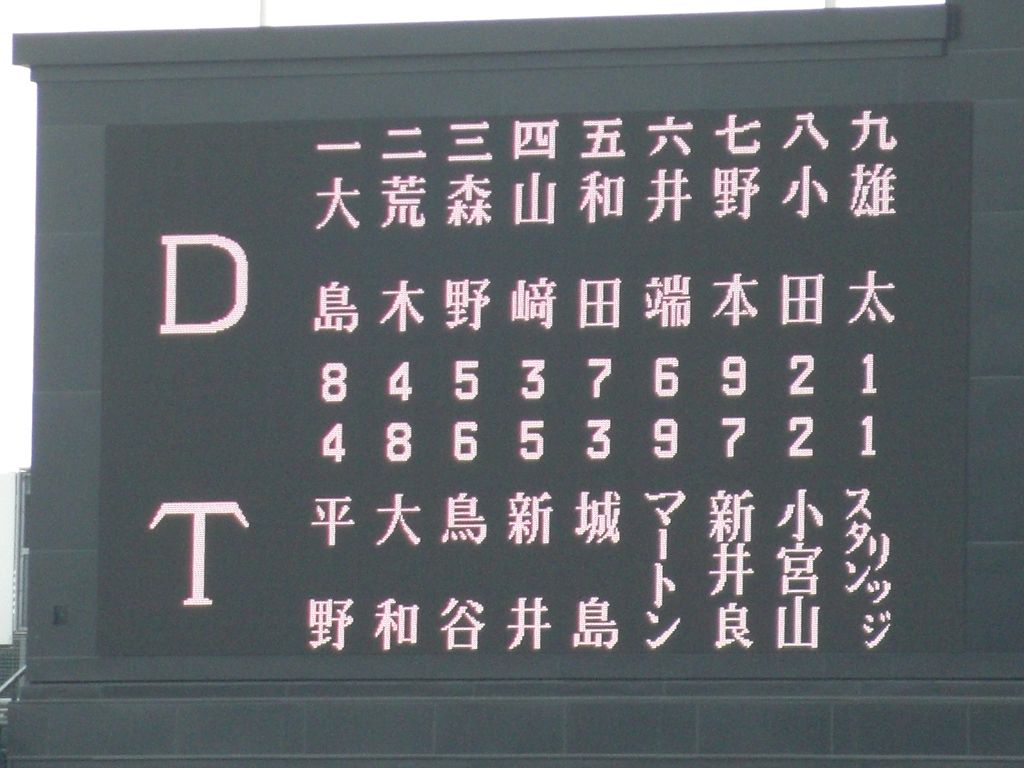 一 二 三 四 五 六 七 八 九
D
大島 荒木 森野 山﨑 和田 井端 野本 小田 雄太
8 4 5 3 7 6 9 2 1
4 8 6 5 3 9 7 2 1
T
平野 大和 鳥谷 新井 城島 マートン 新井良 小宮山 スタンリッジ